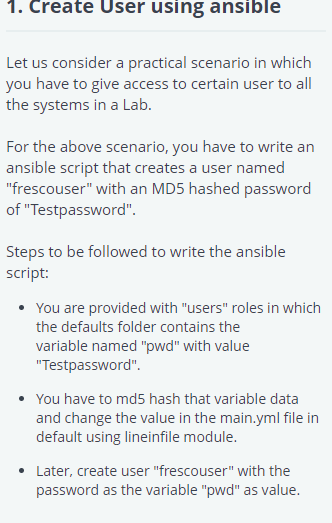 1. Create User using ansible
Let us consider a practical scenario in which
you have to give access to certain user to all
the systems in a Lab.
For the above scenario, you have to write an
ansible script that creates a user named
"frescouser" with an MD5 hashed password
of "Testpassword".
Steps to be followed to write the ansible
script:
• You are provided with "users" roles in which
the defaults folder contains the
variable named "pwd" with value
"Testpassword".
• You have to md5 hash that variable data
and change the value in the main.yml file in
default using lineinfile module.
• Later, create user "frescouser" with the
password as the variable "pwd" as value.